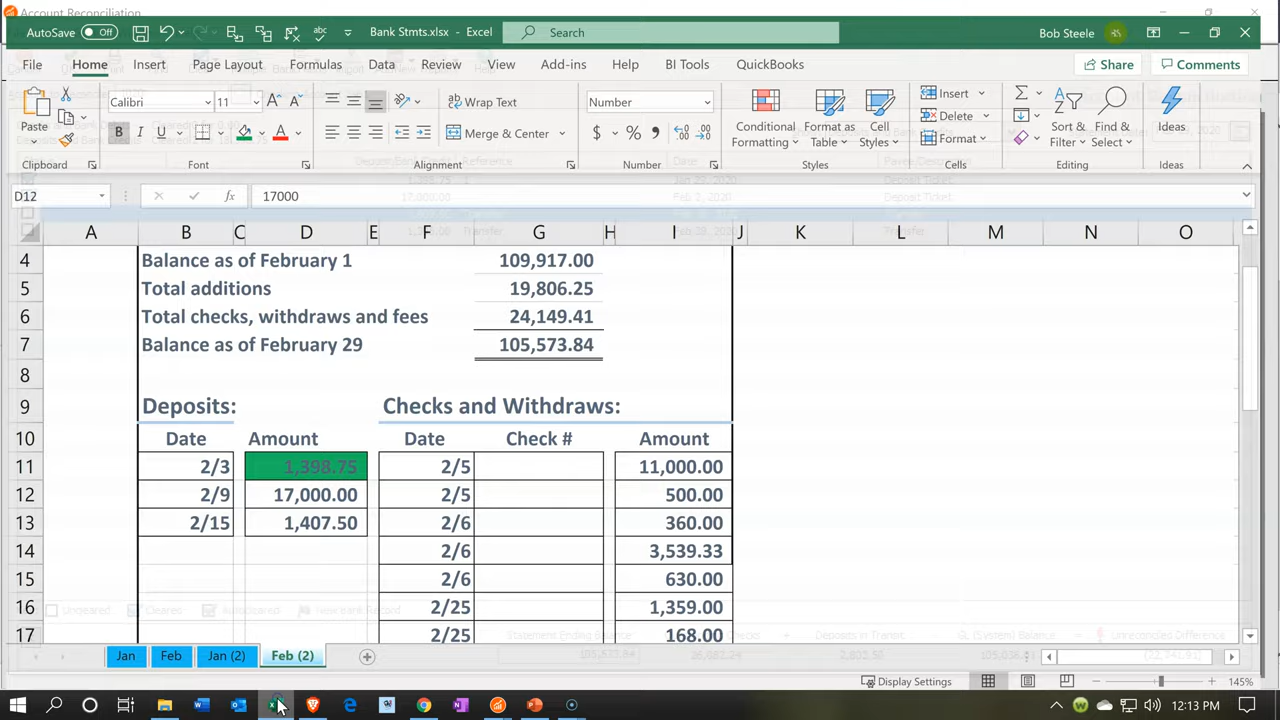 Account Reconciliation
AutoSave Off Bank Stmts.xlsx - Excel Search Bob Steele
File Home Insert Page Layout Formulas Data Review View Add-ins Help BI Tools QuickBooks Share Comments
Paste Calibri 11 Wrap Text Number Conditional Formatting Format as Table Cell Styles Insert Delete Format Sort & Filter Find & Select Ideas
B I U Merge & Center $ %
Clipboard Font Alignment Number Styles Cells Editing Ideas
D12 fx 17000
A B C D E F G H I J K L M N O
4 Balance as of February 1 109,917.00
5 Total additions 19,806.25
6 Total checks, withdraws and fees 24,149.41
7 Balance as of February 29 105,573.84
8
9 Deposits: Checks and Withdraws:
10 Date Amount Date Check # Amount
11 2/3 1,398.75 2/5 11,000.00
12 2/9 17,000.00 2/5 500.00
13 2/15 1,407.50 2/6 360.00
14 2/6 3,539.33
15 2/6 630.00
16 2/25 1,359.00
17 2/25 168.00
Jan Feb Jan (2) Feb (2)
Display Settings 145%
12:13 PM